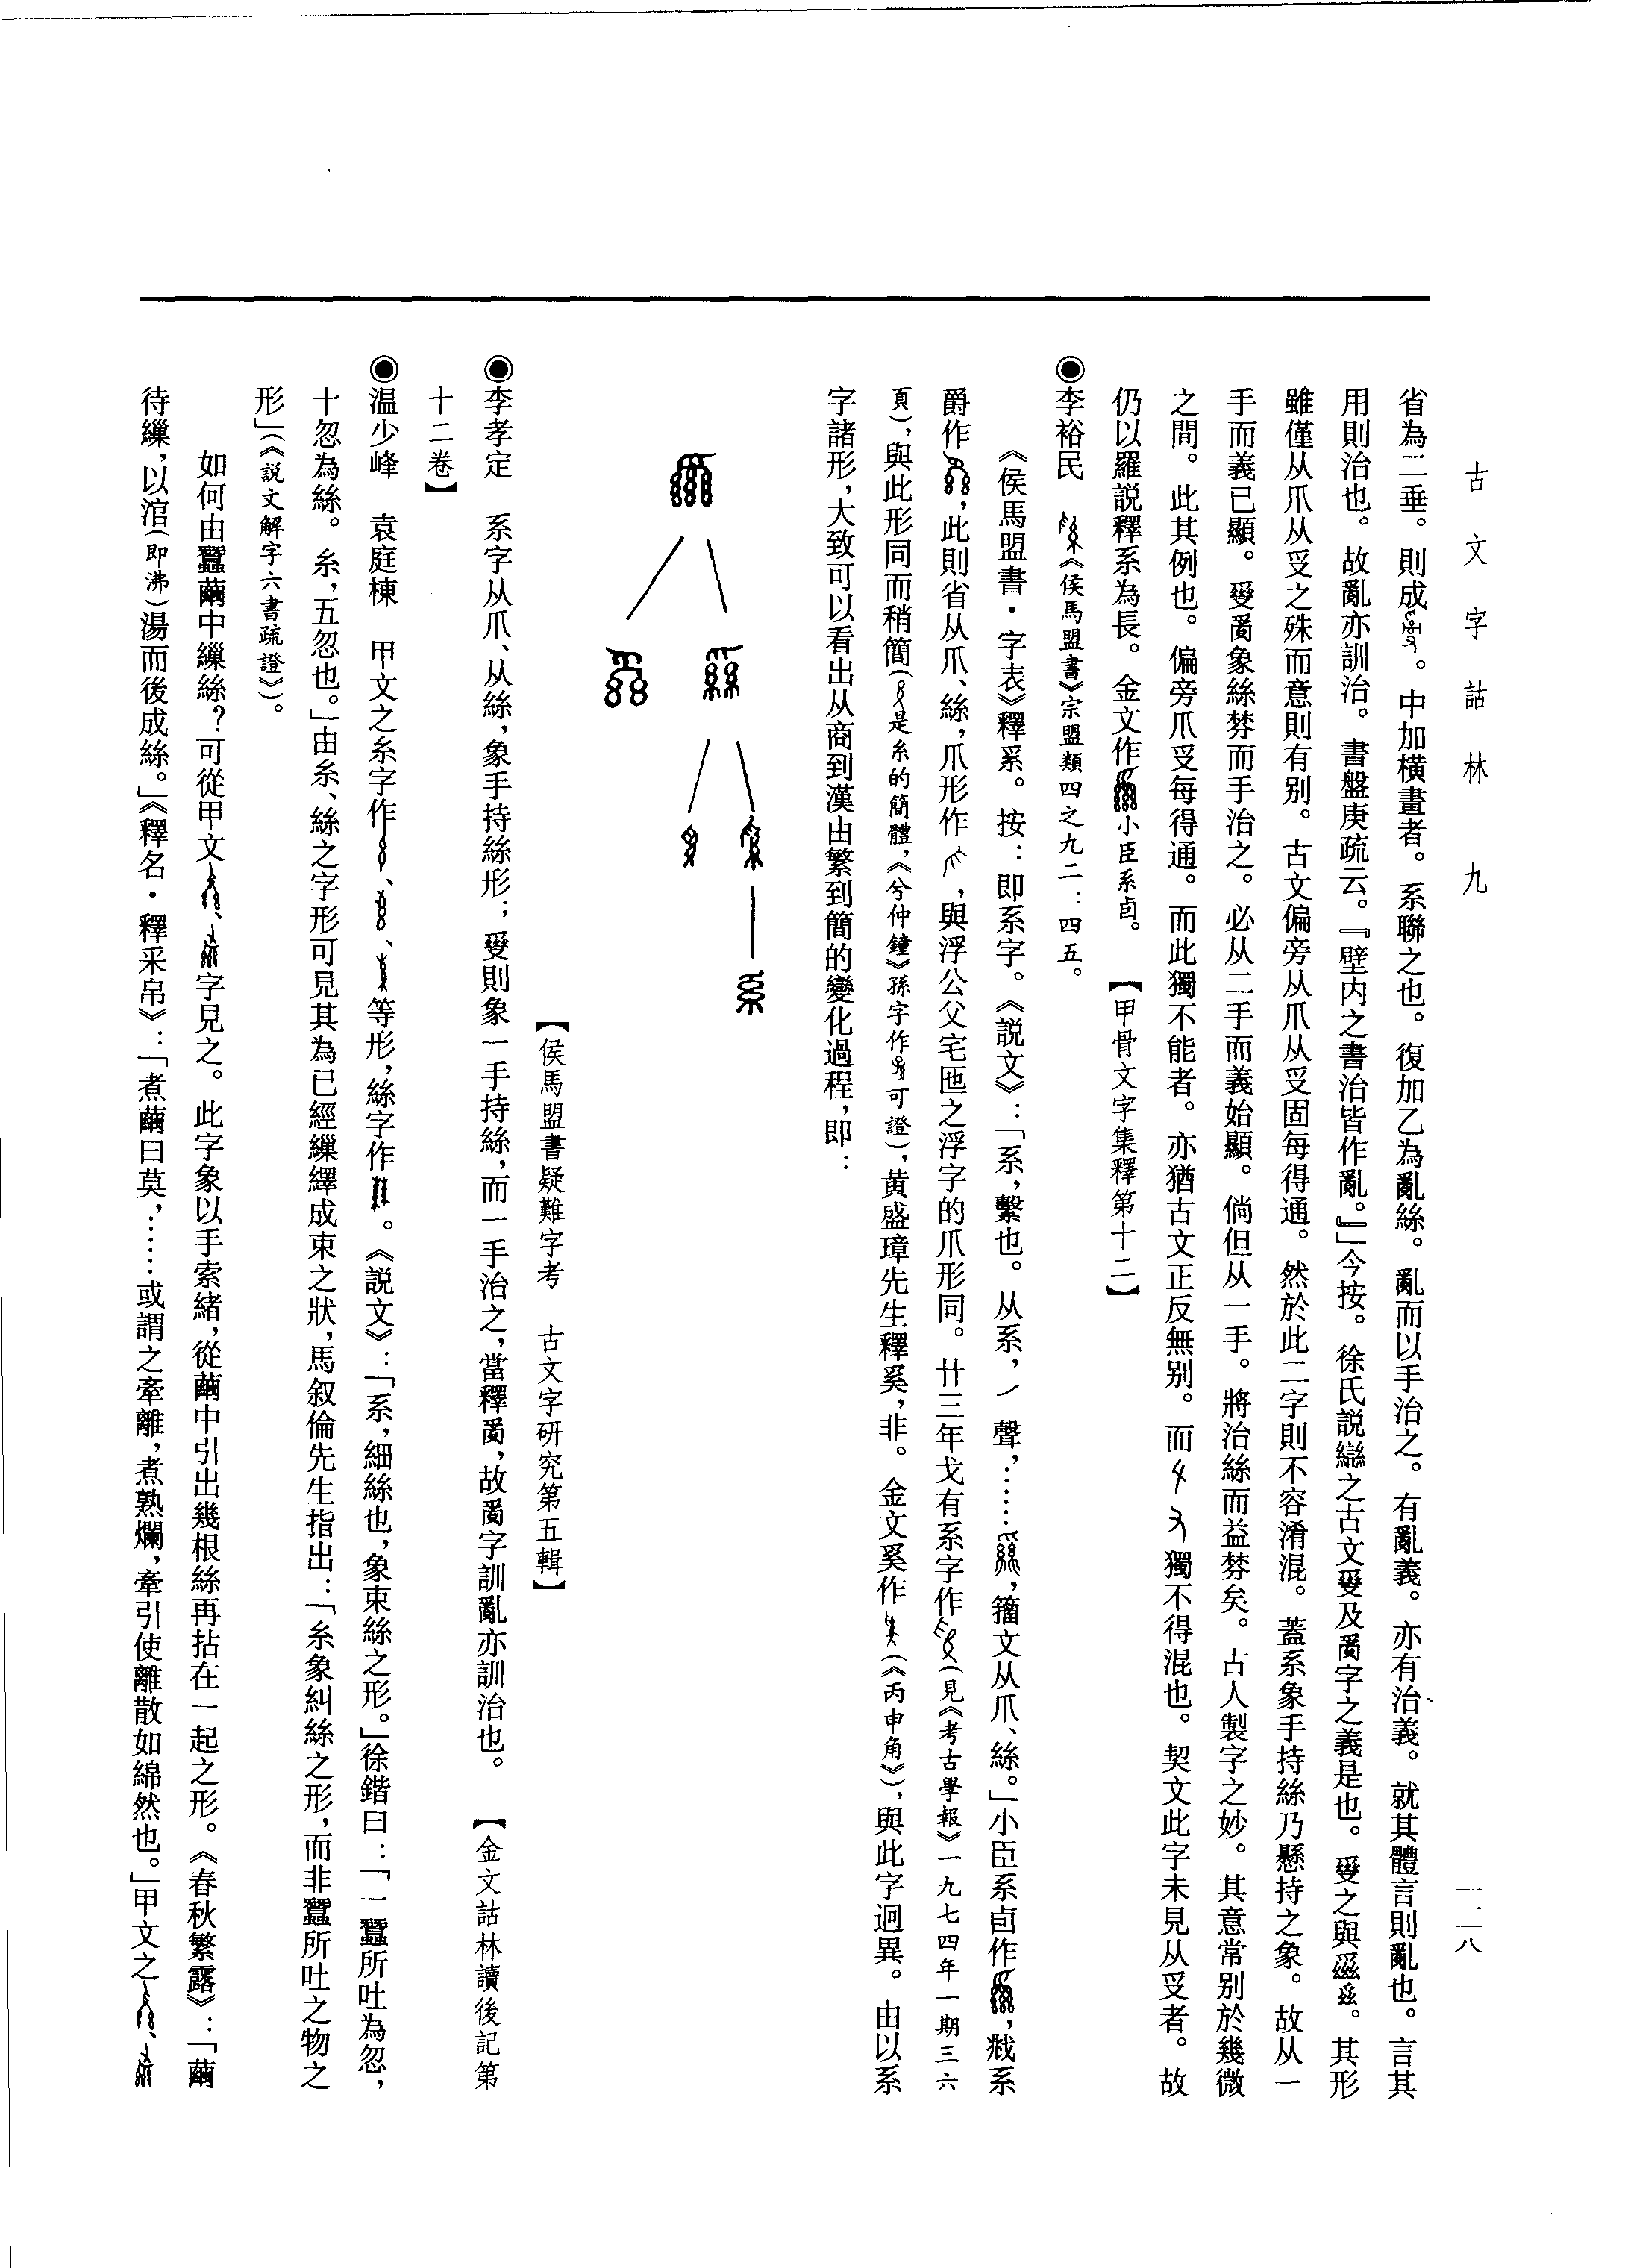 古文字詁林 九
一二一八
省為二垂。則成。中加橫畫者。系聯之也。復加乙為亂絲。亂而以手治之。有亂義。亦有治義。就其體言則亂也。言其
用則治也。故亂亦訓治。書盤庚疏云。『壁内之書治皆作亂。』」今按。徐氏説䜌之古文𤔔及𤔔字之義是也。之與。其形
雖僅从爪从𠬪之殊而意則有别。古文偏旁从爪从𠬪固每得通。然於此二字則不容淆混。蓋系象手持絲乃懸持之象。故从一
手而義已顯。𤔔象絲棼而手治之。必从二手而義始顯。倘但从一手。將治絲而益棼矣。古人製字之妙。其意常别於幾微
之間。此其例也。偏旁爪𠬪每得通。而此獨不能者。亦猶古文正反無别。而獨不得混也。契文此字未見从𠬪者。故
仍以羅説釋系為長。金文作小臣系卣。【甲骨文字集釋第十二】
◉李裕民 《侯馬盟書》宗盟類四之九二：四五。
《侯馬盟書·字表》釋奚。按：即系字。《説文》：「系，繫也。从糸，丿聲，……，籀文从爪、絲。」小臣系卣作，㦰系
爵作，此則省从爪、絲，爪形作，與浮公父宅匜之浮字的爪形同。廿三年戈有系字作（見《考古學報》一九七四年一期三六
頁），與此形同而稍簡（是糸的簡體，《兮仲鐘》孫字作可證），黄盛璋先生釋奚，非。金文奚作（《丙申角》），與此字迥異。由以系
字諸形，大致可以看出从商到漢由繁到簡的變化過程，即：
【侯馬盟書疑難字考 古文字研究第五輯】
◉李孝定 系字从爪、从絲，象手持絲形；則象一手持絲，而一手治之，當釋𤔔，故𤔔字訓亂亦訓治也。【金文詁林讀後記第
十二卷】
◉温少峰 袁庭棟 甲文之糸字作、、等形，絲字作。《説文》：「糸，細絲也，象束絲之形。」徐鍇曰：「一蠶所吐為忽，
十忽為絲。糸，五忽也。」由糸、絲之字形可見其為已經繅繹成束之狀，馬叙倫先生指出：「糸象糾絲之形，而非蠶所吐之物之
形」（《説文解字六書疏證》）。
如何由蠶繭中繅絲？可從甲文、字見之。此字象以手索緒，從繭中引出幾根絲再拈在一起之形。《春秋繁露》：「繭
待繅，以涫（即沸）湯而後成絲。」《釋名·釋采帛》：「煮繭曰莫，……或謂之牽離，煮熟爛，牽引使離散如綿然也。」甲文之、